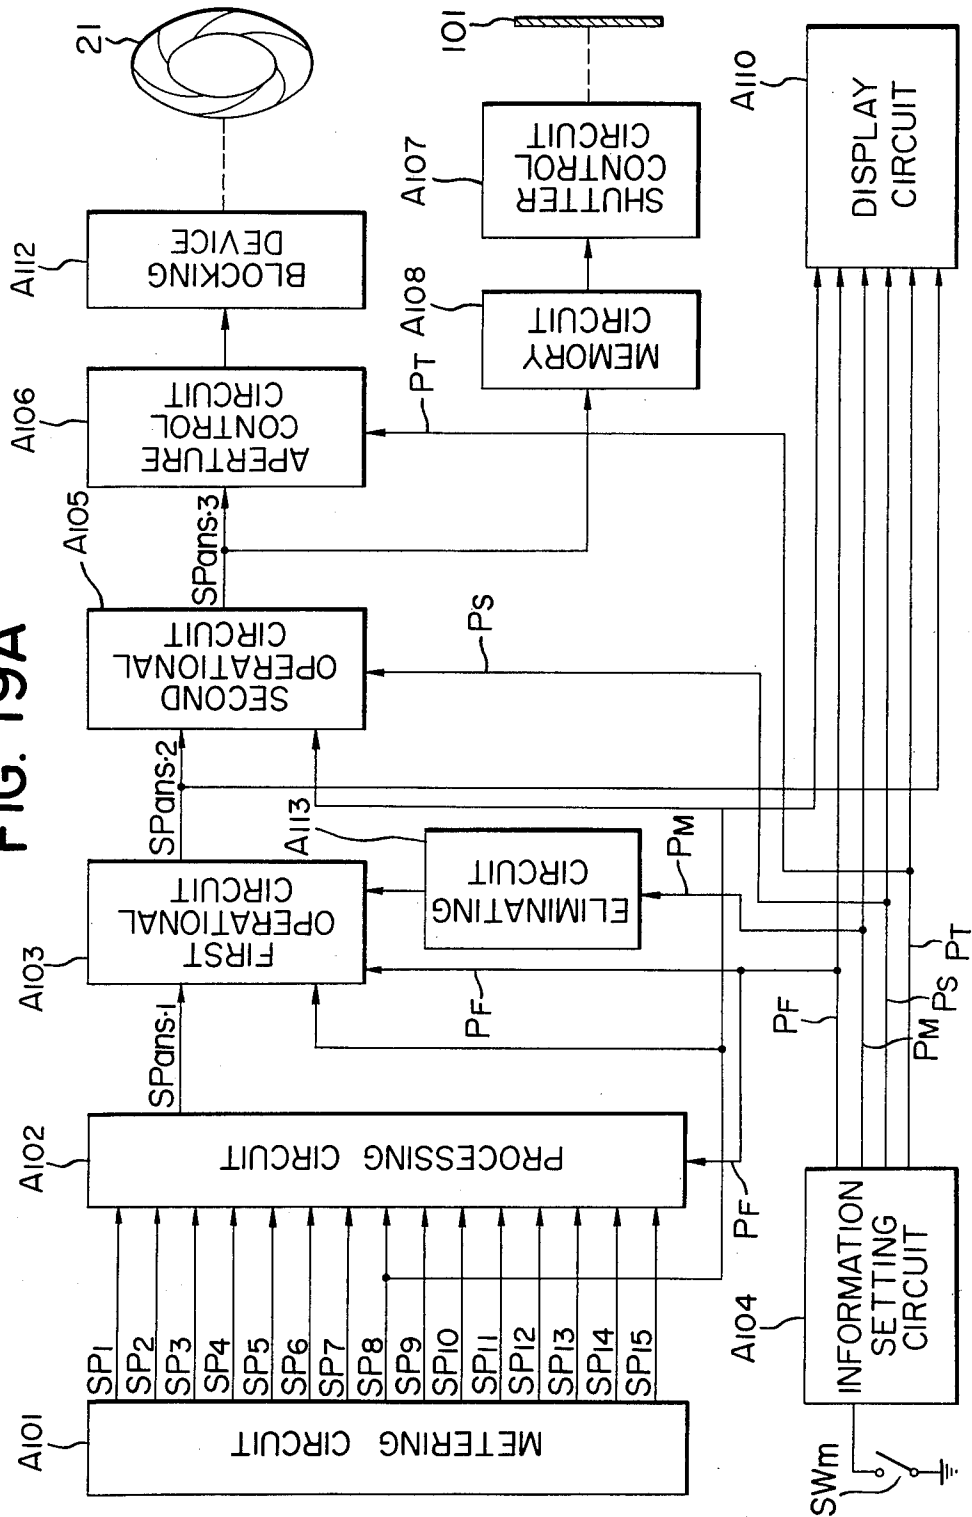 FIG. 19A
A101
METERING CIRCUIT
SP1
SP2
SP3
SP4
SP5
SP6
SP7
SP8
SP9
SP10
SP11
SP12
SP13
SP14
SP15
A102
PROCESSING CIRCUIT
PF
SPans·1
A103
FIRST
OPERATIONAL
CIRCUIT
PF
A113
ELIMINATING
CIRCUIT
PM
SPans·2
A105
SECOND
OPERATIONAL
CIRCUIT
PS
SPans·3
A106
APERTURE
CONTROL
CIRCUIT
PT
A112
BLOCKING
DEVICE
21
A108
MEMORY
CIRCUIT
A107
SHUTTER
CONTROL
CIRCUIT
101
SWm
A104
INFORMATION
SETTING
CIRCUIT
PF
PM
PS
PT
A110
DISPLAY
CIRCUIT